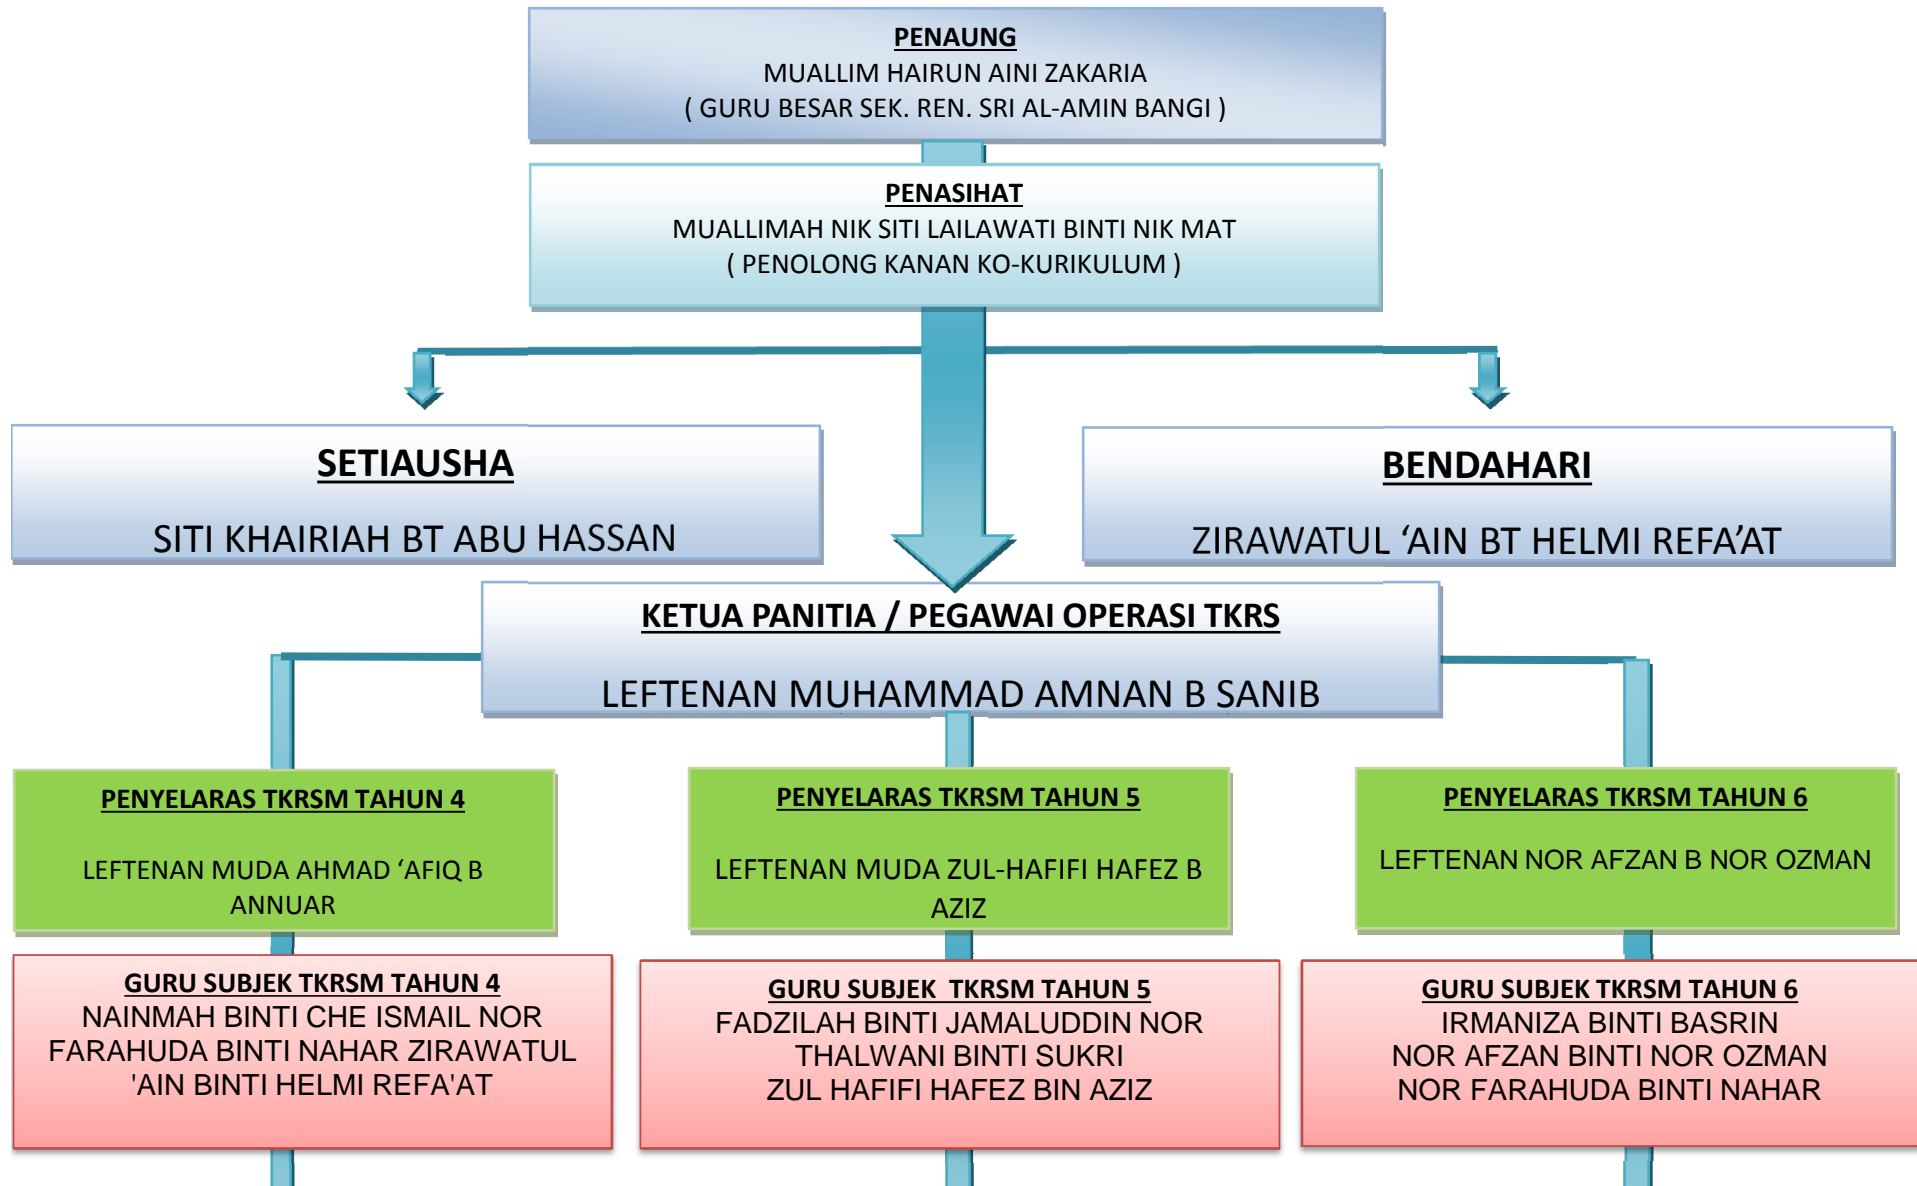 PENAUNG
MUALLIM HAIRUN AINI ZAKARIA
( GURU BESAR SEK. REN. SRI AL-AMIN BANGI )
PENASIHAT
MUALLIMAH NIK SITI LAILAWATI BINTI NIK MAT
( PENOLONG KANAN KO-KURIKULUM )
SETIAUSHA
SITI KHAIRIAH BT ABU HASSAN
BENDAHARI
ZIRAWATUL ‘AIN BT HELMI REFA’AT
KETUA PANITIA / PEGAWAI OPERASI TKRS
LEFTENAN MUHAMMAD AMNAN B SANIB
PENYELARAS TKRSM TAHUN 4
LEFTENAN MUDA AHMAD ‘AFIQ B
ANNUAR
PENYELARAS TKRSM TAHUN 5
LEFTENAN MUDA ZUL-HAFIFI HAFEZ B
AZIZ
PENYELARAS TKRSM TAHUN 6
LEFTENAN NOR AFZAN B NOR OZMAN
GURU SUBJEK TKRSM TAHUN 4
NAINMAH BINTI CHE ISMAIL NOR
FARAHUDA BINTI NAHAR ZIRAWATUL
'AIN BINTI HELMI REFA'AT
GURU SUBJEK TKRSM TAHUN 5
FADZILAH BINTI JAMALUDDIN NOR
THALWANI BINTI SUKRI
ZUL HAFIFI HAFEZ BIN AZIZ
GURU SUBJEK TKRSM TAHUN 6
IRMANIZA BINTI BASRIN
NOR AFZAN BINTI NOR OZMAN
NOR FARAHUDA BINTI NAHAR